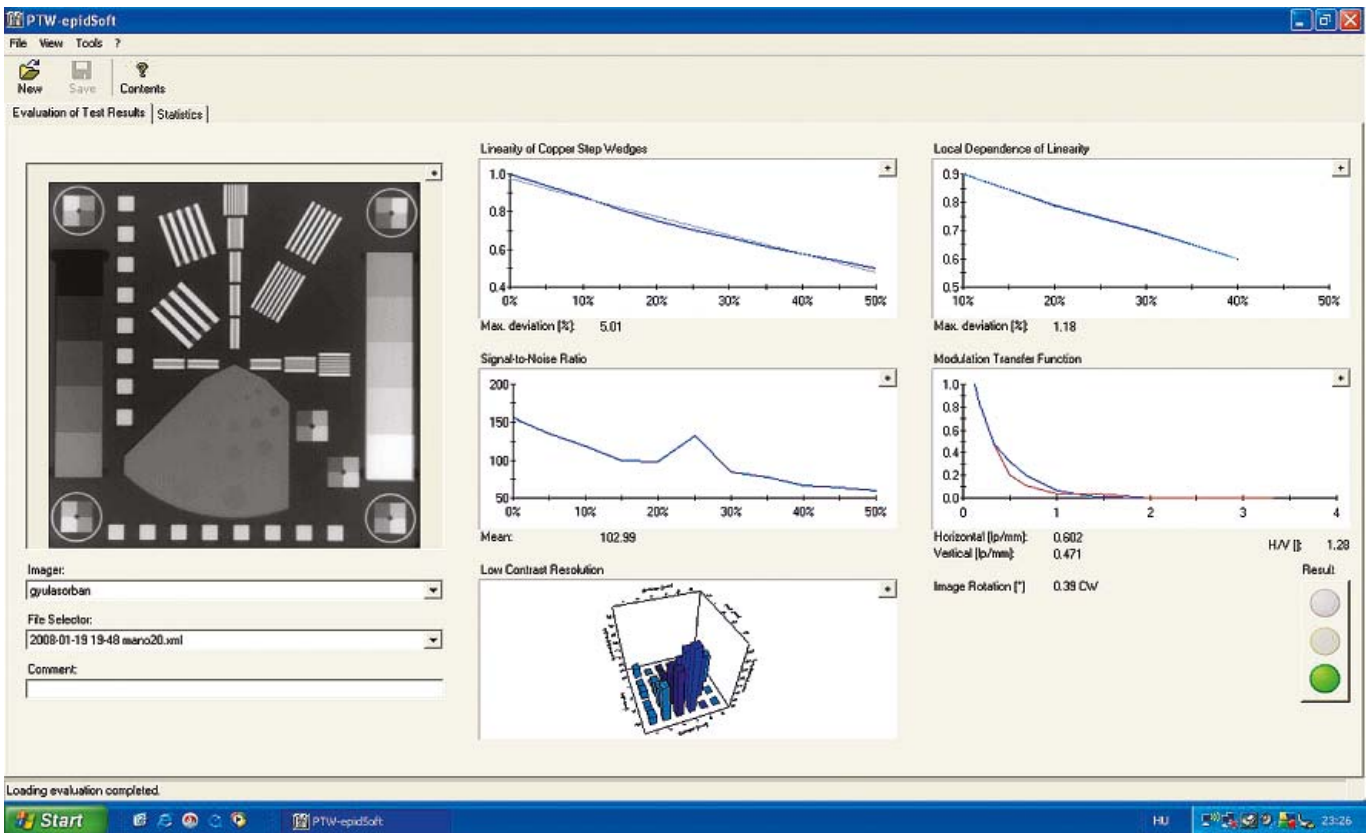 PTW-epidSoft
File View Tools ?
New Save Contents
Evaluation of Test Results Statistics
Imager:
gyulasorban
File Selector:
2008-01-19 19-48 mano20.xml
Comment:
Linearity of Copper Step Wedges
1.0
0.8
0.6
0.4
0% 10% 20% 30% 40% 50%
Max. deviation [%]: 5.01
Signal-to-Noise Ratio
200
150
100
50
0% 10% 20% 30% 40% 50%
Mean: 102.99
Low Contrast Resolution
Local Dependence of Linearity
0.9
0.8
0.7
0.6
0.5
10% 20% 30% 40% 50%
Max. deviation [%]: 1.18
Modulation Transfer Function
1.0
0.8
0.6
0.4
0.2
0.0
0 1 2 3 4
Horizontal [lp/mm]: 0.602
Vertical [lp/mm]: 0.471
H/V []: 1.28
Image Rotation [°] 0.39 CW
Result
Loading evaluation completed.
Start PTW-epidSoft HU 23:26